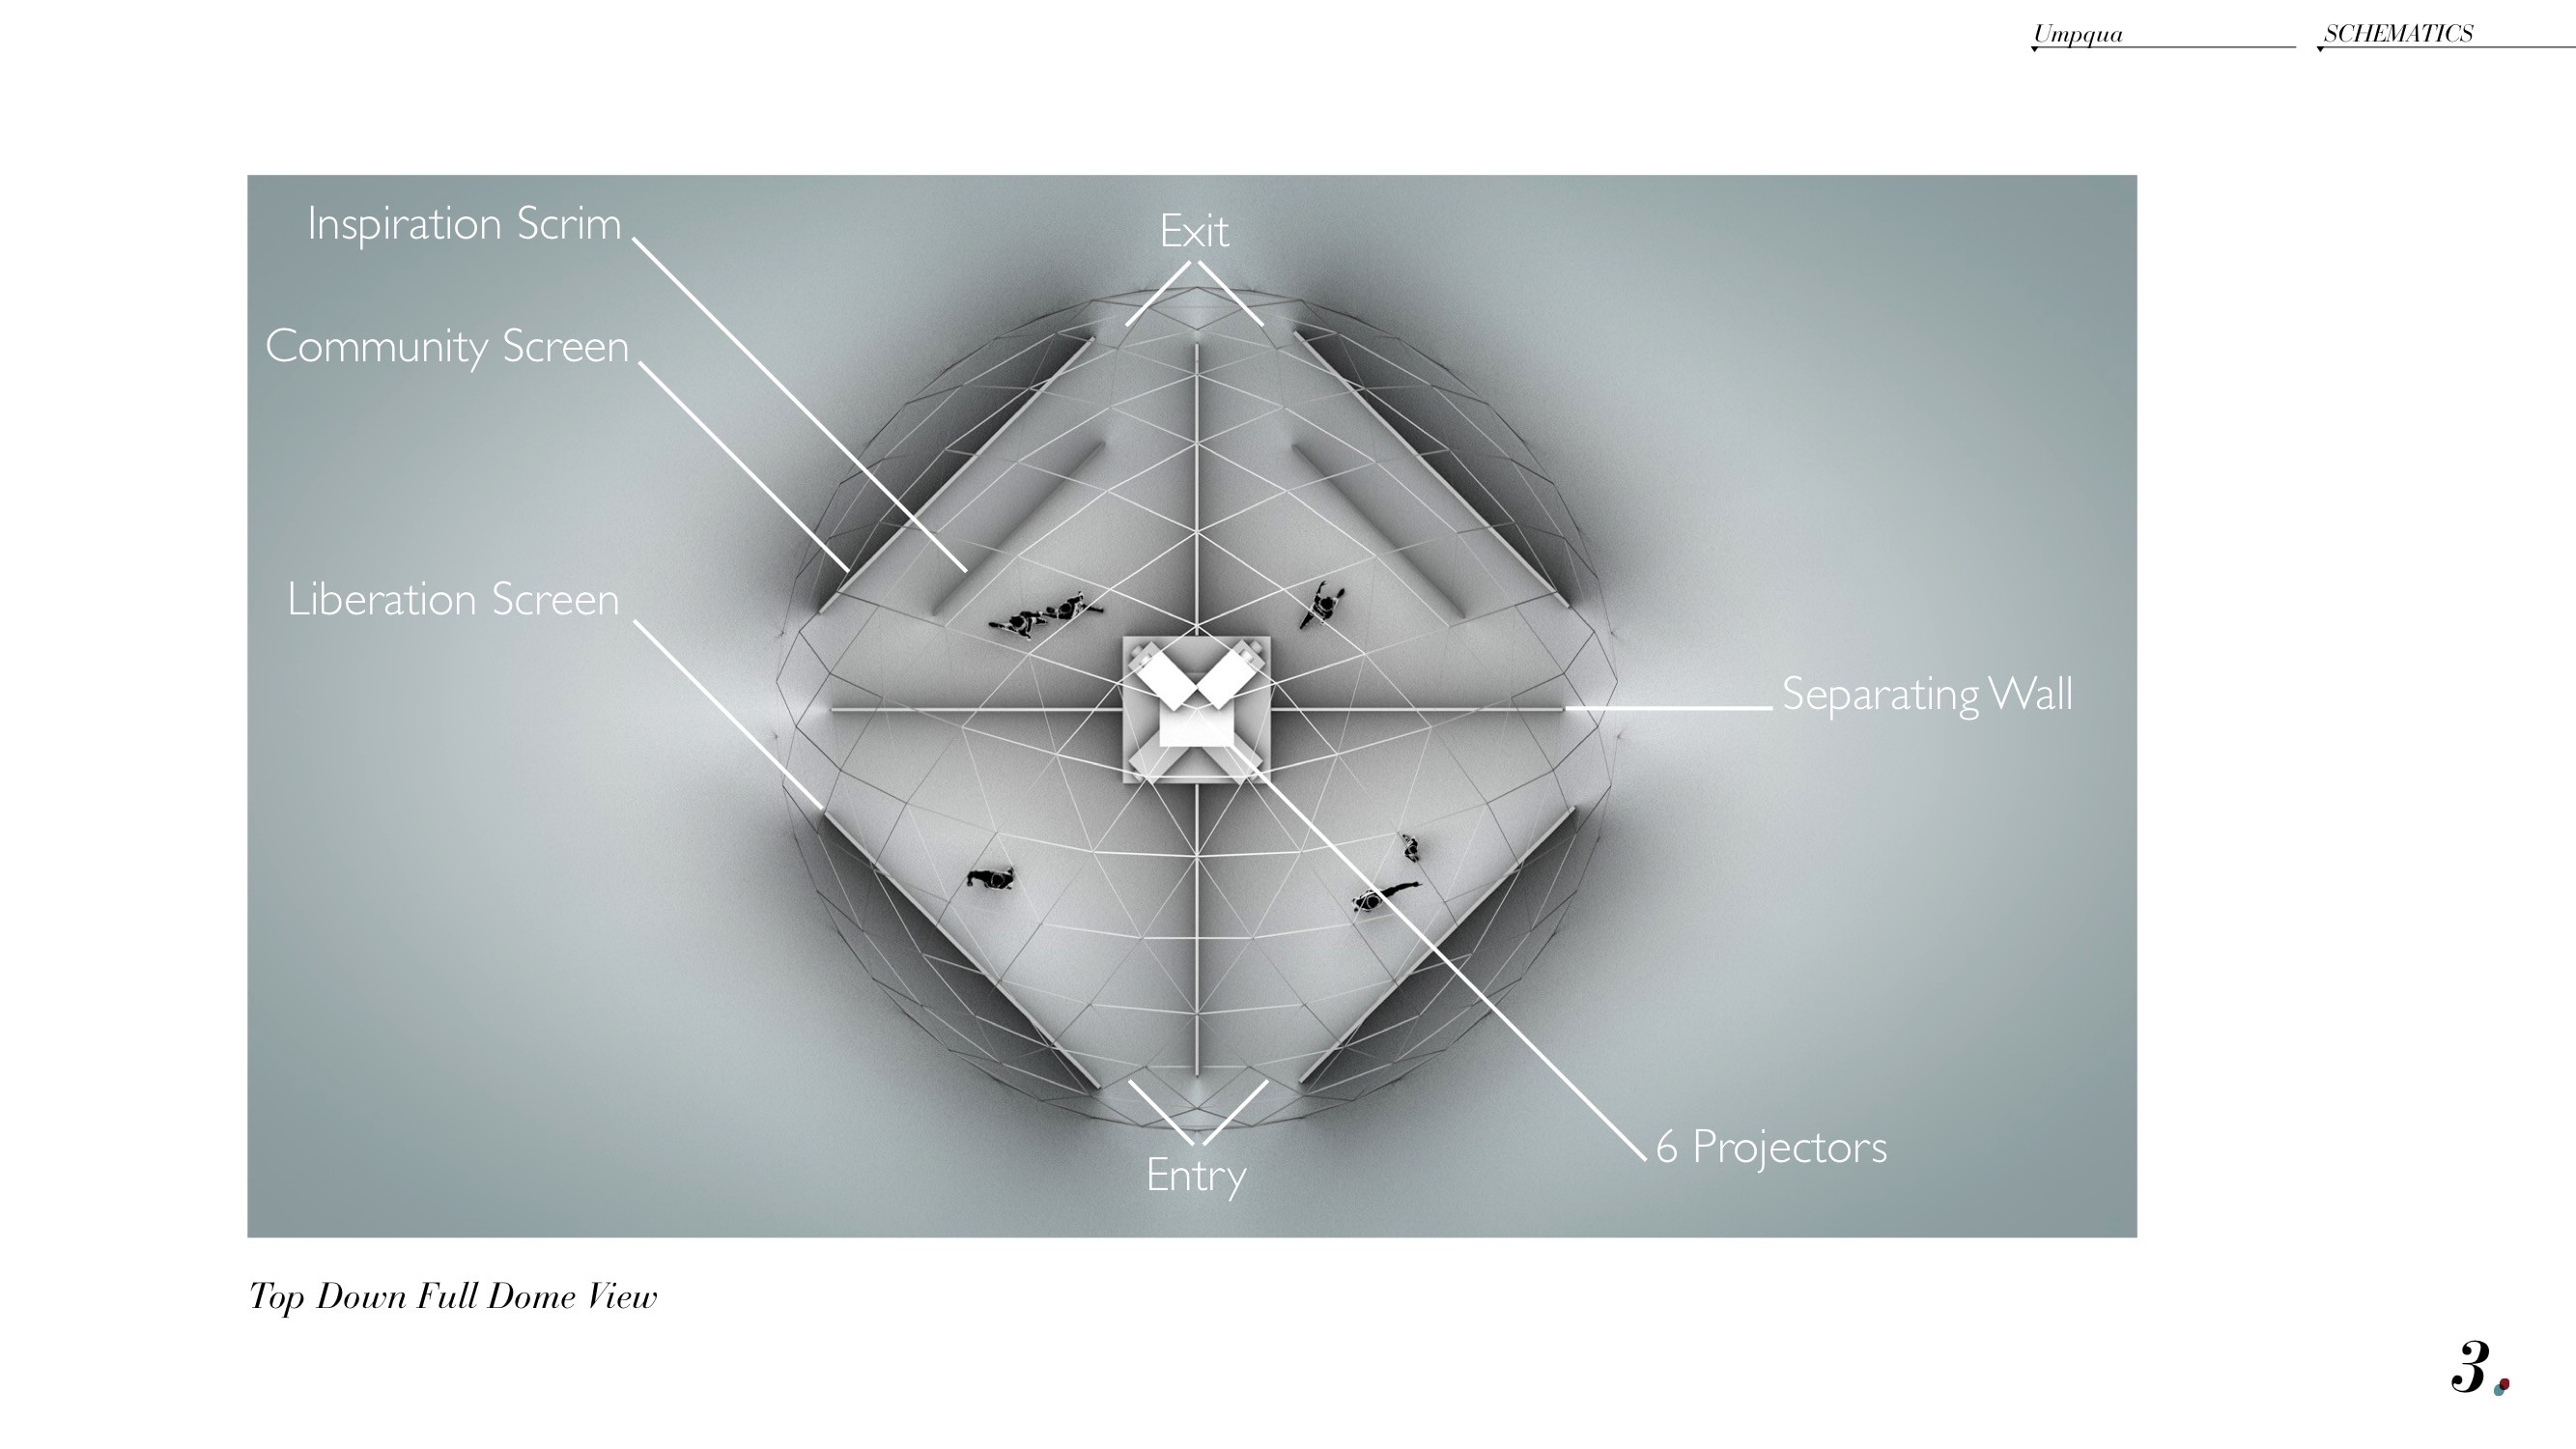 Umpqua
SCHEMATICS
Inspiration Scrim
Exit
Community Screen
Liberation Screen
Separating Wall
6 Projectors
Entry
Top Down Full Dome View
3.